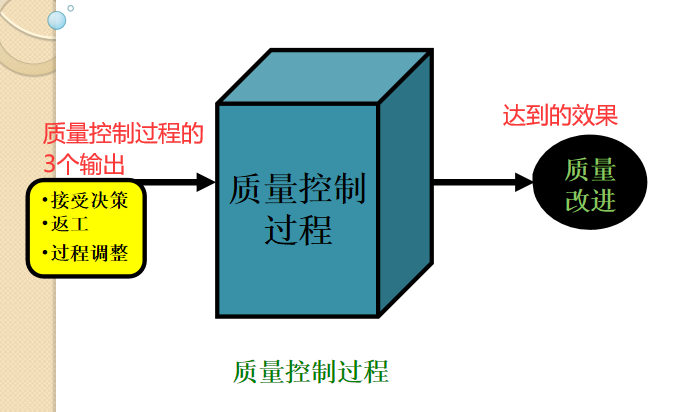 质量控制过程的
3个输出
•接受决策
•返工
•过程调整
质量控制
过程
达到的效果
质量
改进
质量控制过程